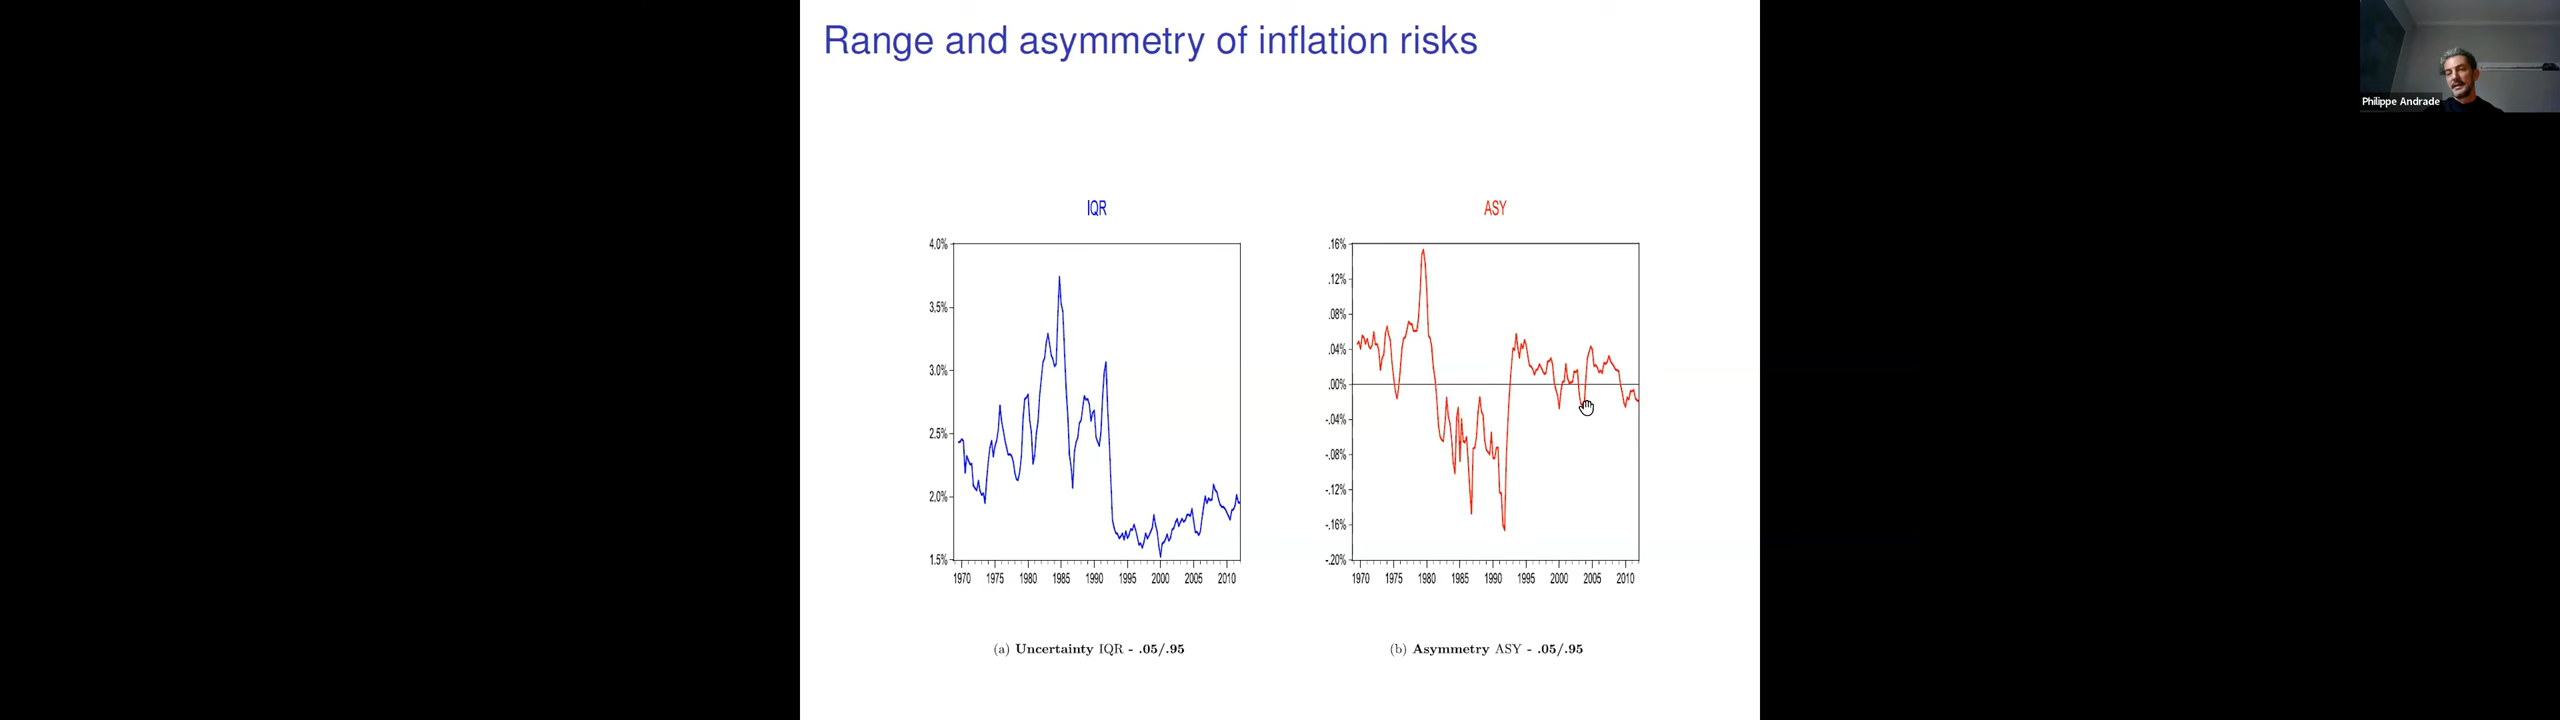 Range and asymmetry of inflation risks
Philippe Andrade
IQR
4.0%
3.5%
3.0%
2.5%
2.0%
1.5%
1970 1975 1980 1985 1990 1995 2000 2005 2010
(a) Uncertainty IQR - .05/.95
ASY
.16%
.12%
.08%
.04%
.00%
-.04%
-.08%
-.12%
-.16%
-.20%
1970 1975 1980 1985 1990 1995 2000 2005 2010
(b) Asymmetry ASY - .05/.95